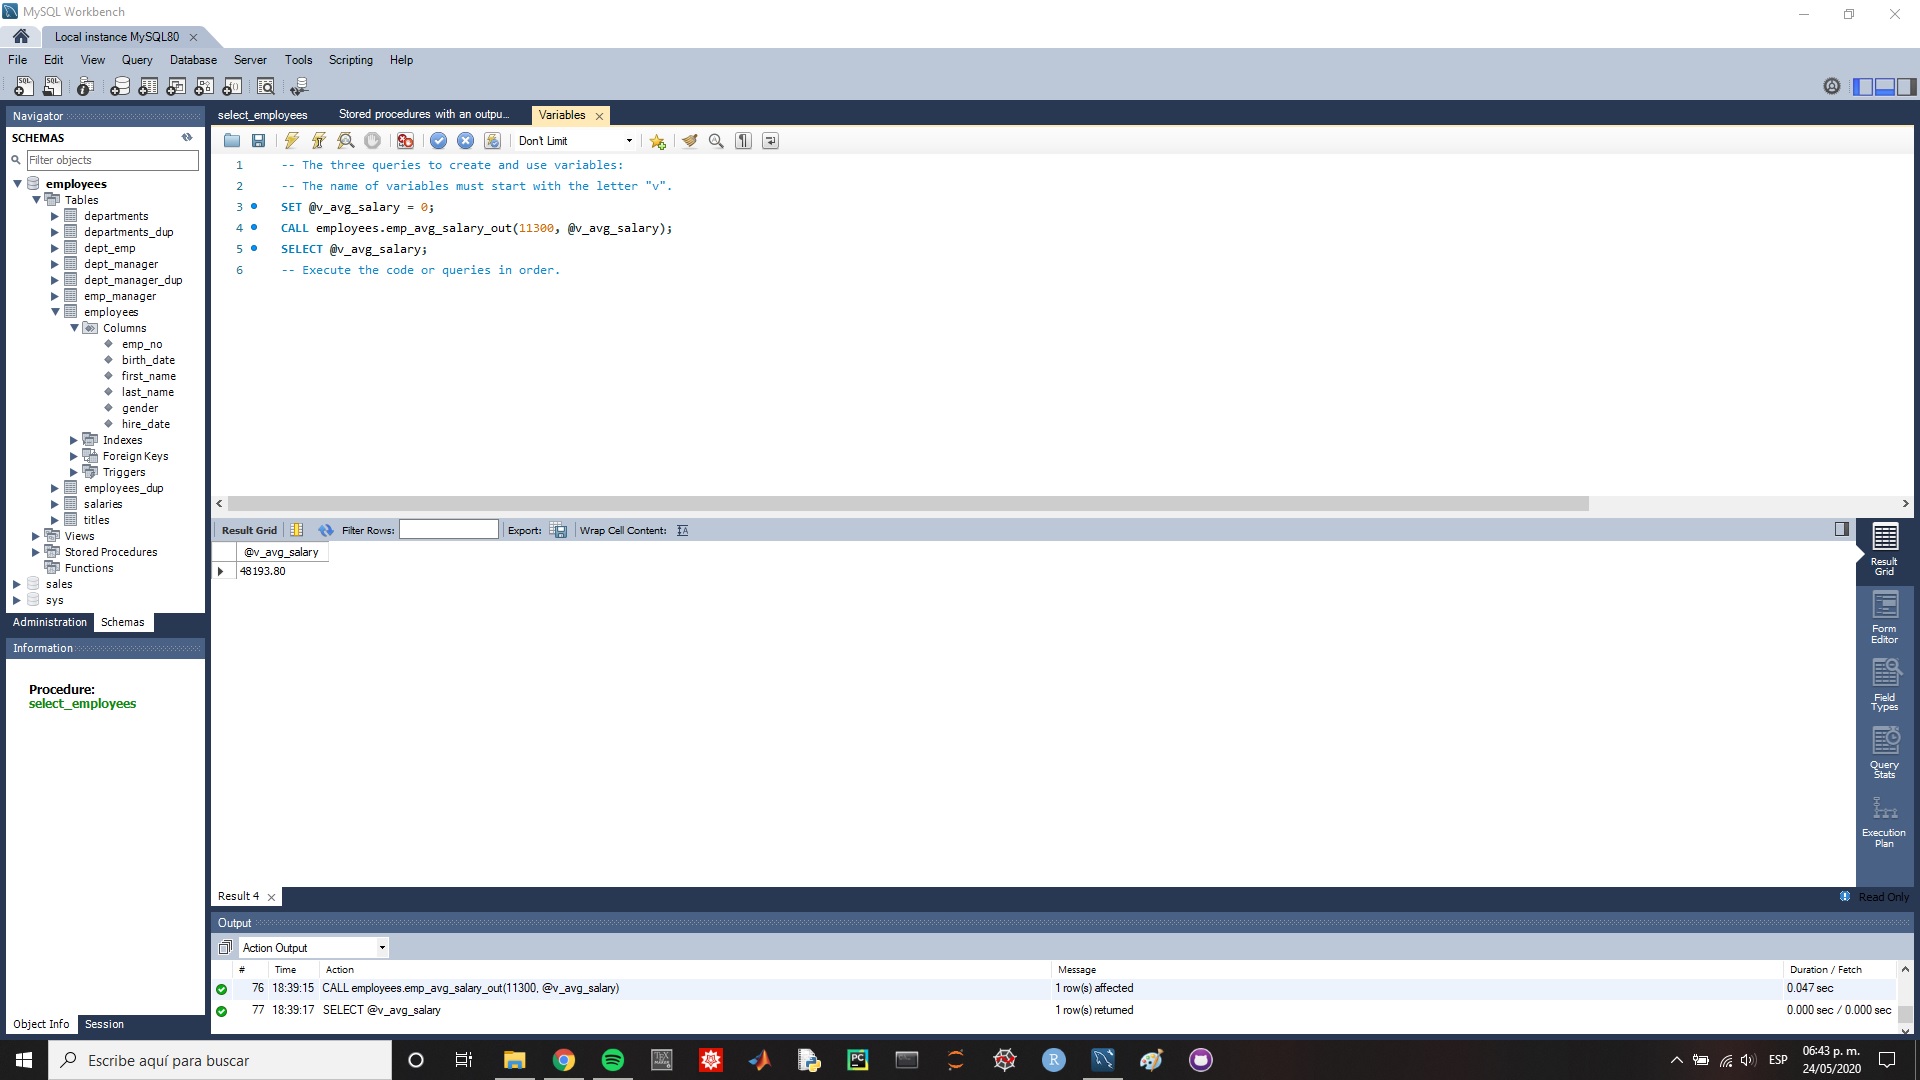 MySQL Workbench
Local instance MySQL80
File Edit View Query Database Server Tools Scripting Help
Navigator
SCHEMAS
Filter objects
employees
Tables
departments
departments_dup
dept_emp
dept_manager
dept_manager_dup
emp_manager
employees
Columns
emp_no
birth_date
first_name
last_name
gender
hire_date
Indexes
Foreign Keys
Triggers
employees_dup
salaries
titles
Views
Stored Procedures
Functions
sales
sys
Administration Schemas
Information
Procedure:
select_employees
Object Info Session
select_employees Stored procedures with an outpu... Variables
Don't Limit
1 -- The three queries to create and use variables:
2 -- The name of variables must start with the letter "v".
3 SET @v_avg_salary = 0;
4 CALL employees.emp_avg_salary_out(11300, @v_avg_salary);
5 SELECT @v_avg_salary;
6 -- Execute the code or queries in order.
Result Grid Filter Rows: Export: Wrap Cell Content:
@v_avg_salary
48193.80
Result
Grid
Form
Editor
Field
Types
Query
Stats
Execution
Plan
Result 4
Read Only
Output
Action Output
# Time Action Message Duration / Fetch
76 18:39:15 CALL employees.emp_avg_salary_out(11300, @v_avg_salary) 1 row(s) affected 0.047 sec
77 18:39:17 SELECT @v_avg_salary 1 row(s) returned 0.000 sec / 0.000 sec
Escribe aquí para buscar
ESP
06:43 p. m.
24/05/2020